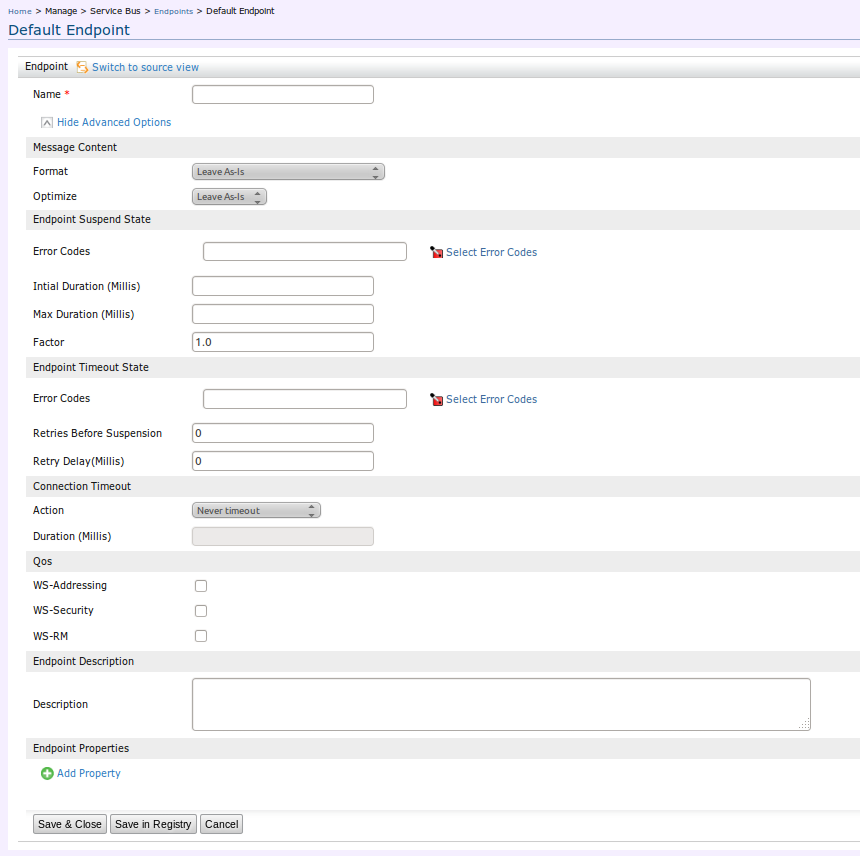 Home > Manage > Service Bus > Endpoints > Default Endpoint
Default Endpoint
Endpoint Switch to source view
Name *
Hide Advanced Options
Message Content
Format Leave As-Is
Optimize Leave As-Is
Endpoint Suspend State
Error Codes Select Error Codes
Intial Duration (Millis)
Max Duration (Millis)
Factor 1.0
Endpoint Timeout State
Error Codes Select Error Codes
Retries Before Suspension 0
Retry Delay(Millis) 0
Connection Timeout
Action Never timeout
Duration (Millis)
Qos
WS-Addressing
WS-Security
WS-RM
Endpoint Description
Description
Endpoint Properties
Add Property
Save & Close Save in Registry Cancel